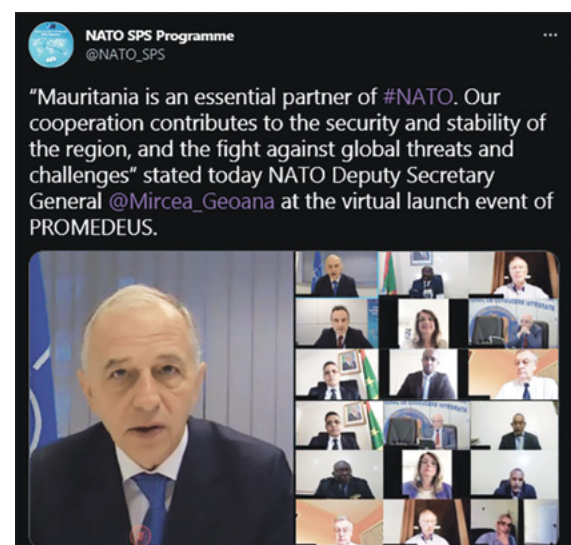 NATO SPS Programme
@NATO_SPS
“Mauritania is an essential partner of #NATO. Our
cooperation contributes to the security and stability of
the region, and the fight against global threats and
challenges“ stated today NATO Deputy Secretary
General @Mircea_Geoana at the virtual launch event of
PROMEDEUS.